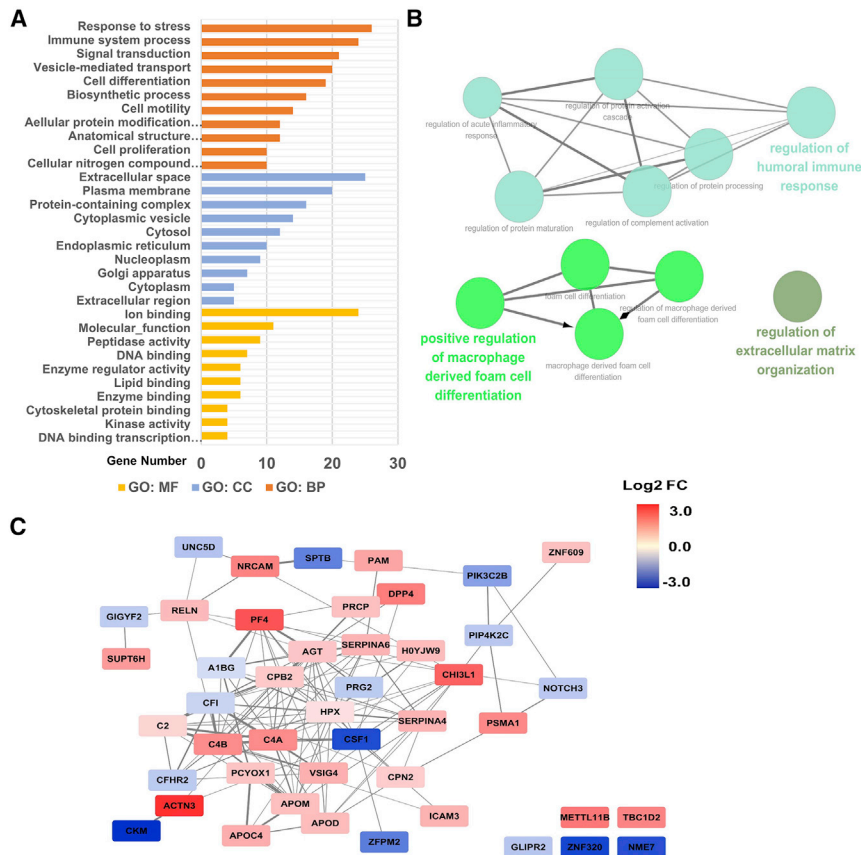 A
Response to stress
Immune system process
Signal transduction
Vesicle-mediated transport
Cell differentiation
Biosynthetic process
Cell motility
Aellular protein modification...
Anatomical structure...
Cell proliferation
Cellular nitrogen compound...
Extracellular space
Plasma membrane
Protein-containing complex
Cytoplasmic vesicle
Cytosol
Endoplasmic reticulum
Nucleoplasm
Golgi apparatus
Cytoplasm
Extracellular region
Ion binding
Molecular_function
Peptidase activity
DNA binding
Enzyme regulator activity
Lipid binding
Enzyme binding
Cytoskeletal protein binding
Kinase activity
DNA binding transcription...
Gene Number 0 10 20 30
GO: MF GO: CC GO: BP
B
regulation of protein activation
cascade
regulation of acute inflammatory
response
regulation of humoral immune response
regulation of protein processing
regulation of protein maturation
regulation of complement activation
foam cell differentiation
regulation of macrophage derived
foam cell differentiation
positive regulation
of macrophage
derived foam cell
differentiation
macrophage derived foam cell
differentiation
regulation of
extracellular matrix
organization
Log2 FC
3.0
0.0
-3.0
C
UNC5D
NRCAM
SPTB
PAM
ZNF609
PIK3C2B
DPP4
RELN
PRCP
GIGYF2
PF4
PIP4K2C
SERPINA6
H0YJW9
AGT
SUPT6H
A1BG
CPB2
PRG2
CHI3L1
NOTCH3
CFI
HPX
C2
SERPINA4
PSMA1
C4B
C4A
CSF1
CFHR2
PCYOX1
VSIG4
CPN2
ACTN3
APOM
CKM
APOC4
APOD
ZFPM2
ICAM3
METTL11B
TBC1D2
GLIPR2
ZNF320
NME7